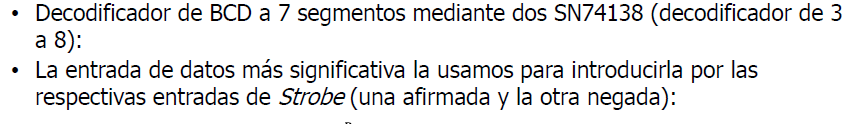 • Decodificador de BCD a 7 segmentos mediante dos SN74138 (decodificador de 3
a 8):
• La entrada de datos más significativa la usamos para introducirla por las
respectivas entradas de Strobe (una afirmada y la otra negada):